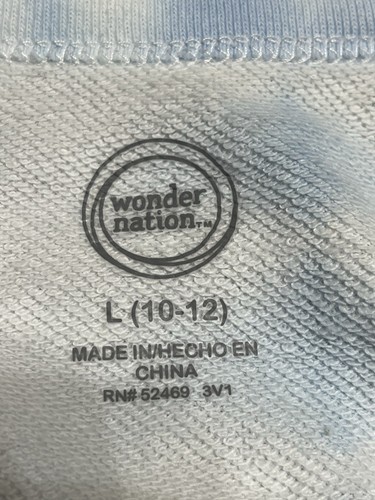 wonder
nation™
L (10-12)
MADE IN/HECHO EN
CHINA
RN# 52469 3V1